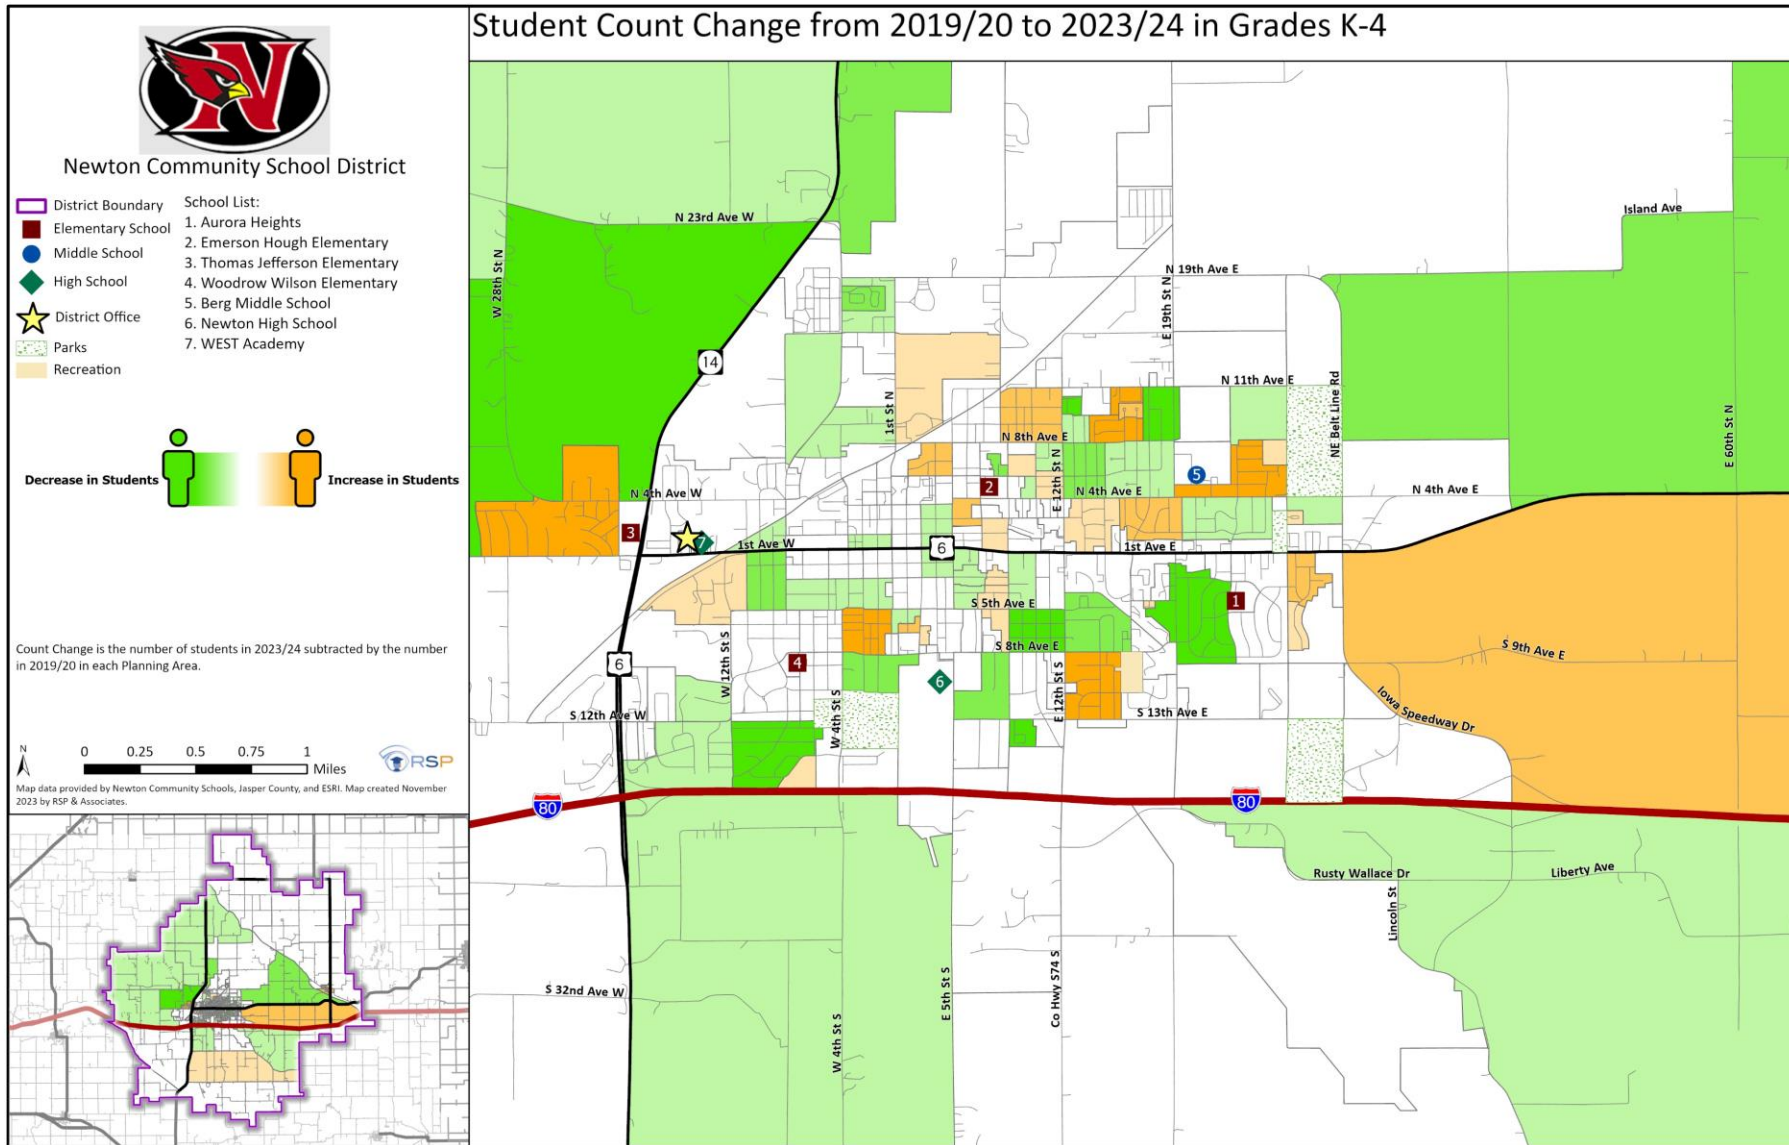 Student Count Change from 2019/20 to 2023/24 in Grades K-4
N
Newton Community School District
District Boundary
Elementary School
Middle School
High School
District Office
Parks
Recreation
School List:
1. Aurora Heights
2. Emerson Hough Elementary
3. Thomas Jefferson Elementary
4. Woodrow Wilson Elementary
5. Berg Middle School
6. Newton High School
7. WEST Academy
Decrease in Students
Increase in Students
Count Change is the number of students in 2023/24 subtracted by the number
in 2019/20 in each Planning Area.
N
0 0.25 0.5 0.75 1
Miles
RSP
Map data provided by Newton Community Schools, Jasper County, and ESRI. Map created November
2023 by RSP & Associates.
N 23rd Ave W
Island Ave
W 28th St N
N 19th Ave E
E 19th St N
14
1st St N
N 11th Ave E
NE Belt Line Rd
E 60th St N
N 8th Ave E
E 12th St N
5
2
N 4th Ave W
N 4th Ave E
N 4th Ave E
3
7
1st Ave W
6
1st Ave E
S 5th Ave E
1
S 8th Ave E
S 9th Ave E
6
W 12th St S
4
6
E 12th St S
W 4th St S
S 12th Ave W
S 13th Ave E
Iowa Speedway Dr
80
80
Rusty Wallace Dr
Liberty Ave
Lincoln St
S 32nd Ave W
W 4th St S
E 5th St S
Co Hwy S74 S